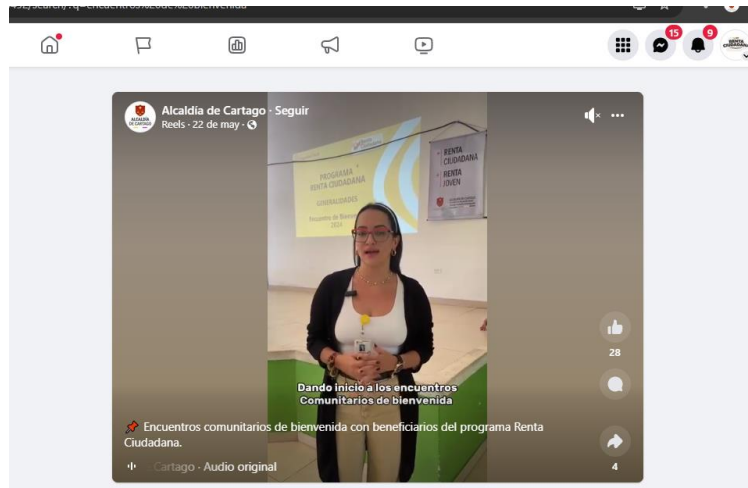 15
9
Alcaldía de Cartago · Seguir
Reels · 22 de may ·
PROGRAMA
RENTA CIUDADANA
GENERALIDADES
Encuentro de
2024
RENTA
CIUDADANA
RENTA
JOVEN
28
Dando inicio a los encuentros
Comunitarios de bienvenida
Encuentros comunitarios de bienvenida con beneficiarios del programa Renta
Ciudadana.
Cartago · Audio original
4